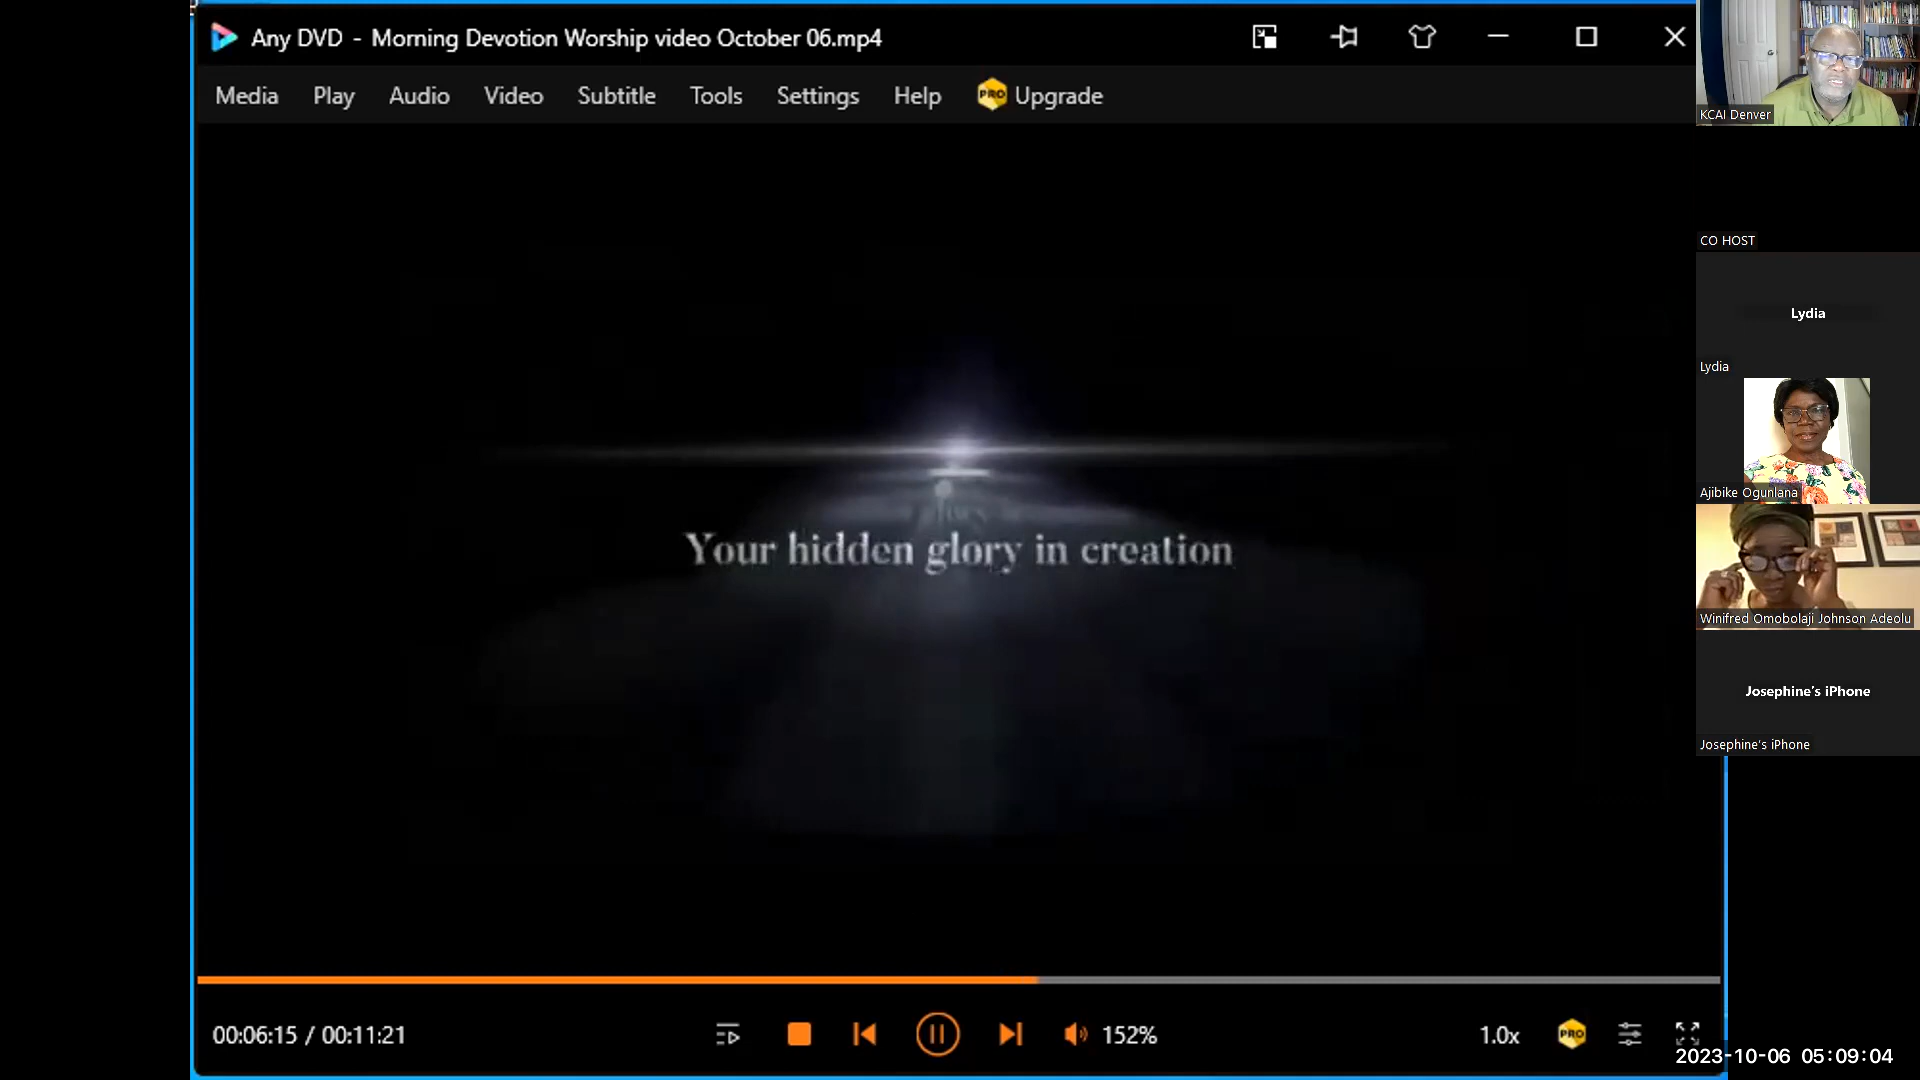 Any DVD - Morning Devotion Worship video October 06.mp4
Media Play Audio Video Subtitle Tools Settings Help PRO Upgrade
Your hidden glory in creation
00:06:15 / 00:11:21
152%
1.0x
PRO
KCAI Denver
CO HOST
Lydia
Lydia
Ajibike Ogunlana
Winifred Omobolaji Johnson Adeolu
Josephine's iPhone
Josephine's iPhone
2023-10-06 05:09:04